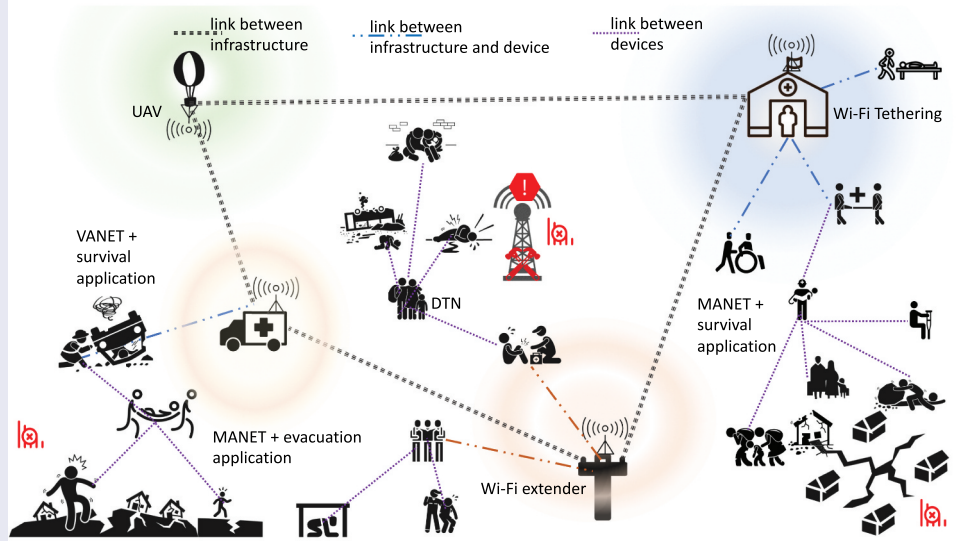 link between
infrastructure
link between
infrastructure and device
link between
devices
UAV
Wi-Fi Tethering
VANET +
survival
application
DTN
MANET +
survival
application
MANET + evacuation
application
Wi-Fi extender